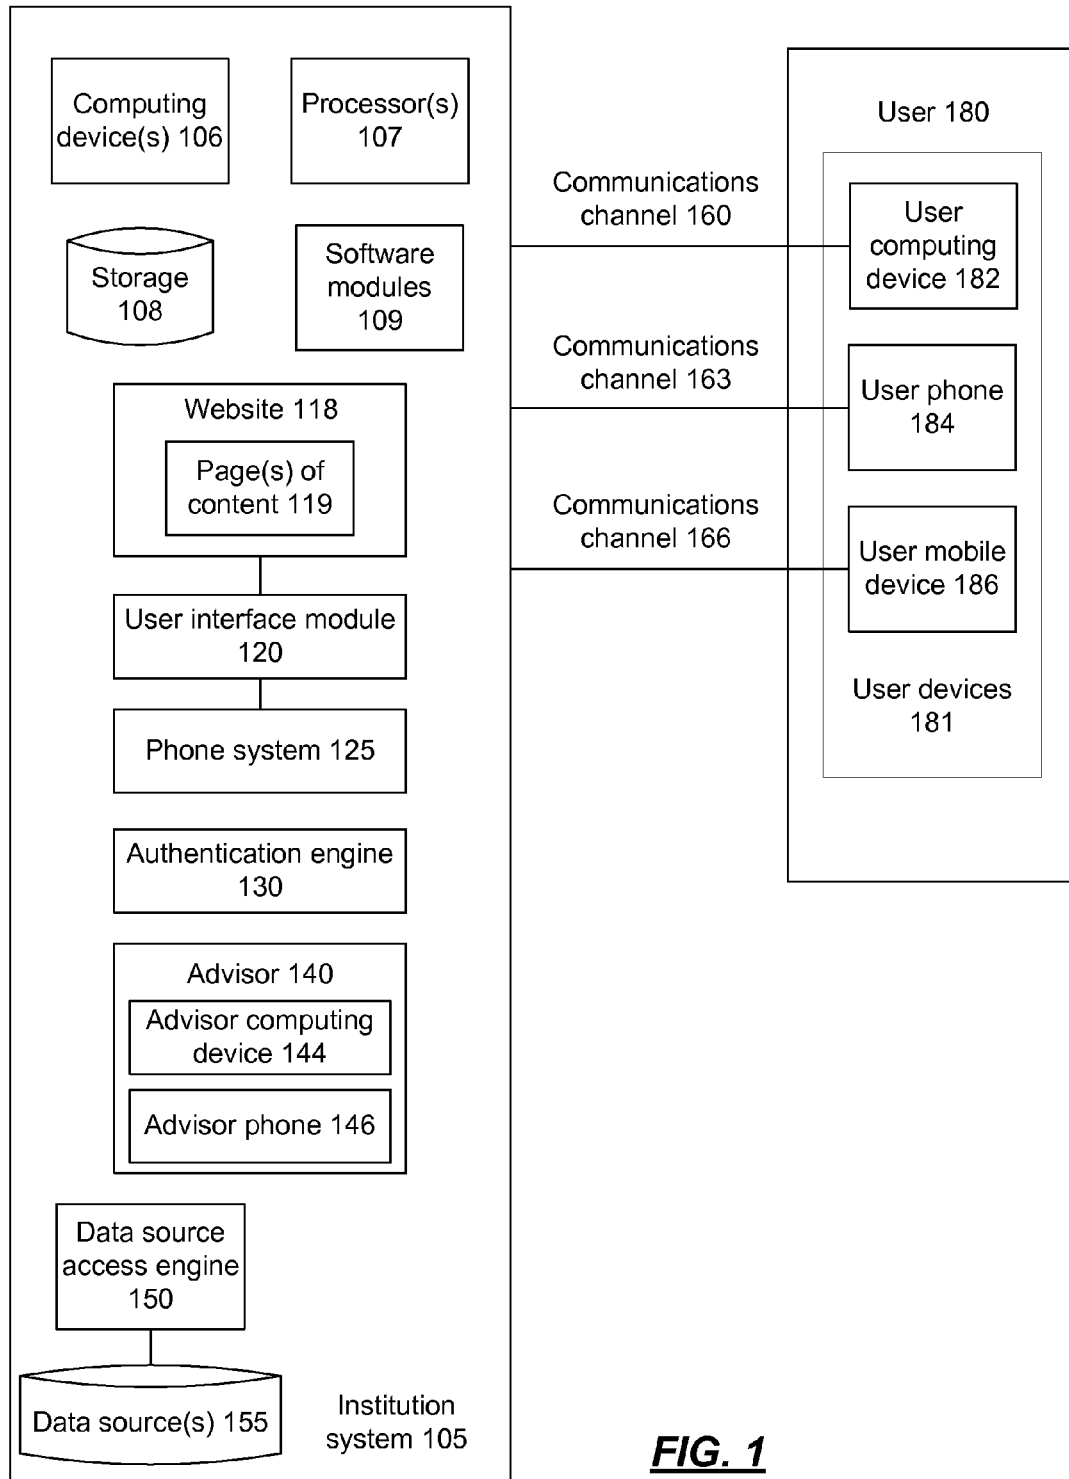 Computing
device(s) 106
Processor(s)
107
Storage
108
Software
modules
109
Website 118
Page(s) of
content 119
User interface module
120
Phone system 125
Authentication engine
130
Advisor 140
Advisor computing
device 144
Advisor phone 146
Data source
access engine
150
Data source(s) 155
Institution
system 105
Communications
channel 160
Communications
channel 163
Communications
channel 166
User 180
User
computing
device 182
User phone
184
User mobile
device 186
User devices
181
FIG. 1